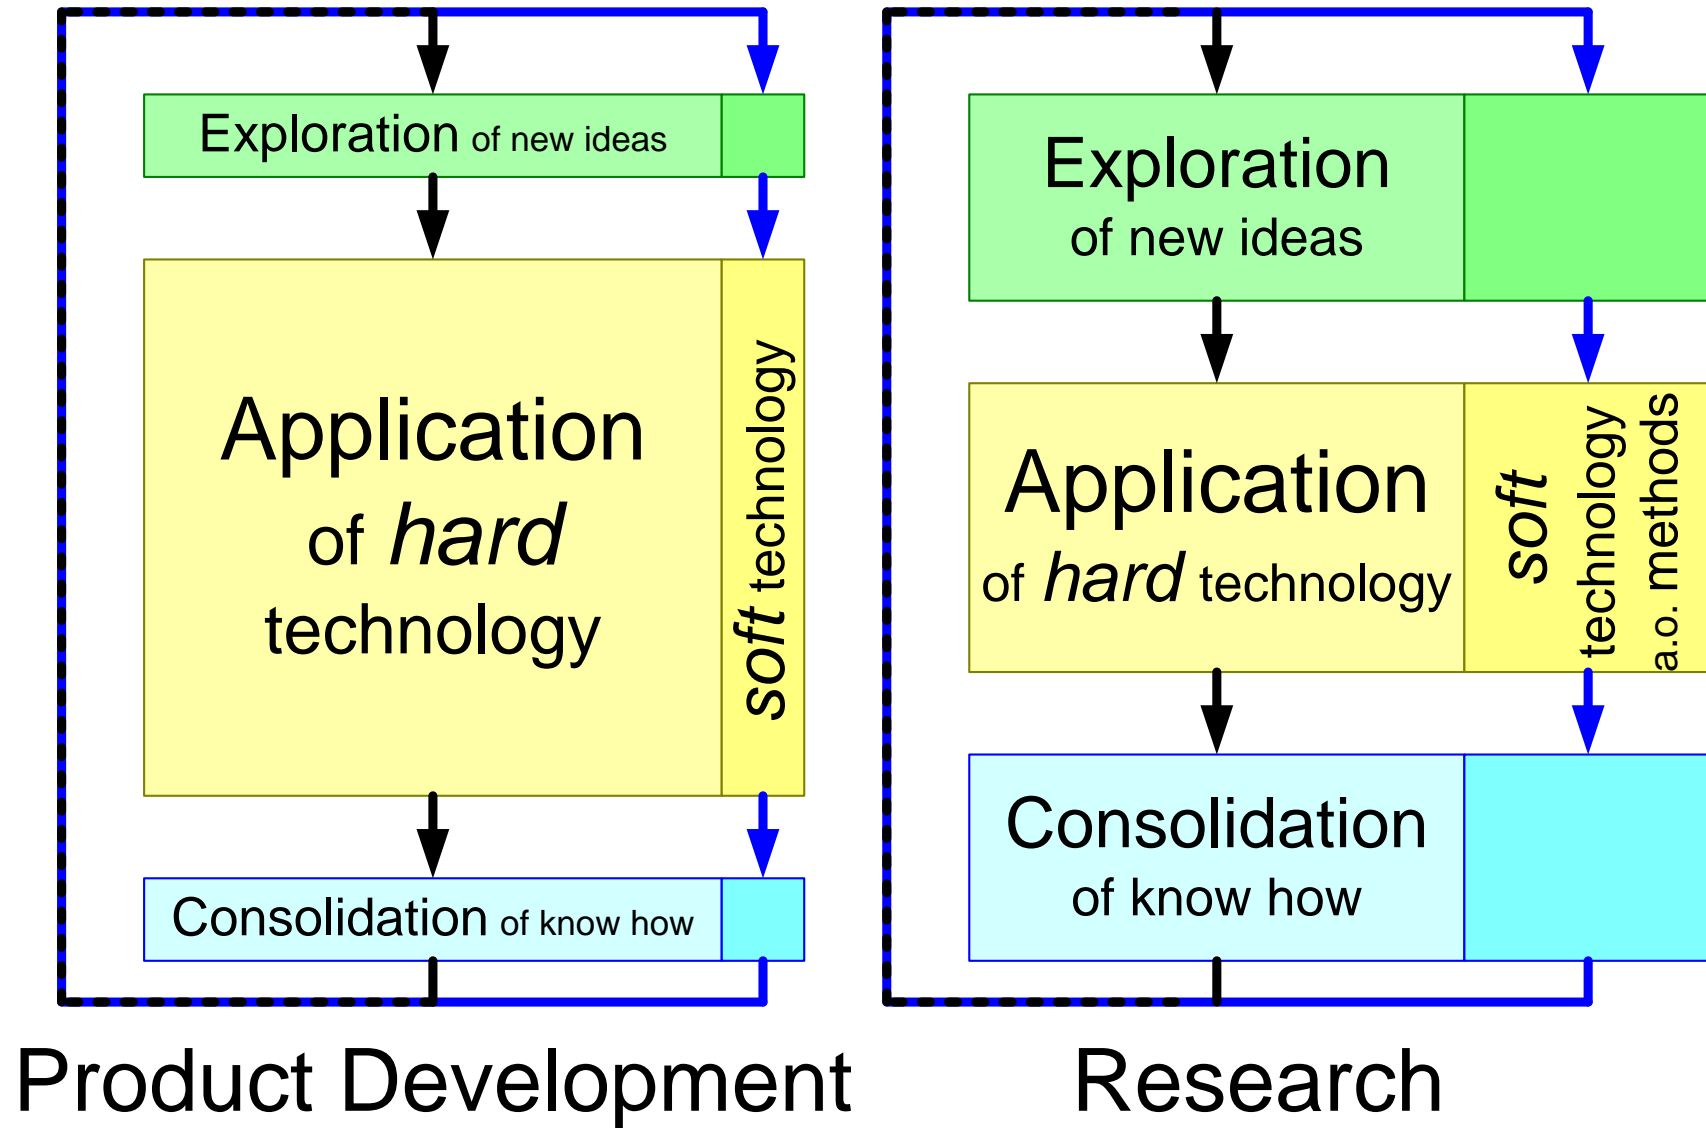 Exploration of new ideas
Application
of hard
technology
soft technology
Consolidation of know how
Product Development
Exploration
of new ideas
Application
of hard technology
soft
technology
a.o. methods
Consolidation
of know how
Research